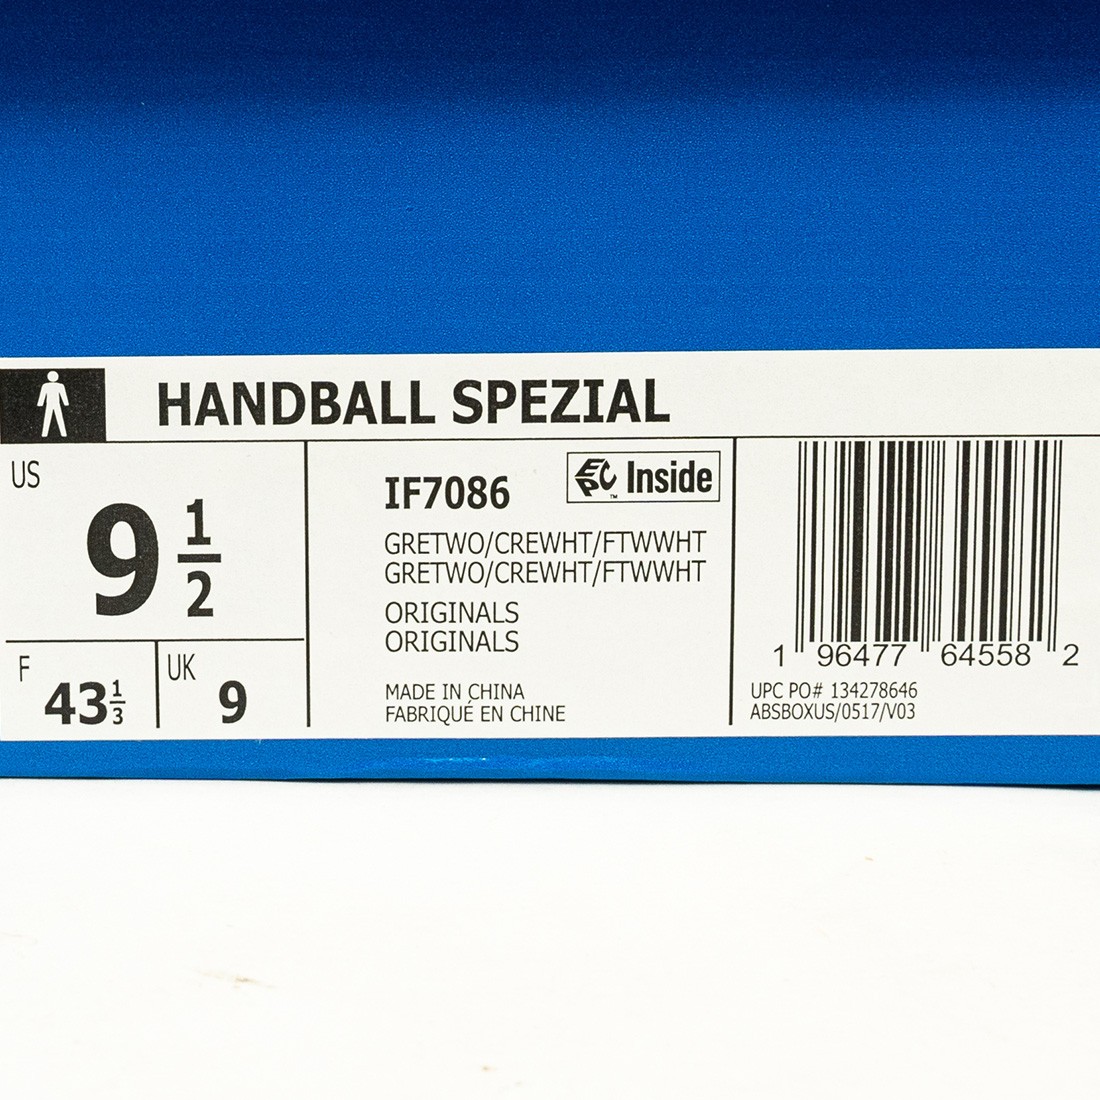 HANDBALL SPEZIAL
US
9 1/2
F
43 1/3
UK
9
IF7086
EPC™ Inside
GRETWO/CREWHT/FTWWHT
GRETWO/CREWHT/FTWWHT
ORIGINALS
ORIGINALS
MADE IN CHINA
FABRIQUÉ EN CHINE
1 96477 64558 2
UPC PO# 134278646
ABSBOXUS/0517/V03